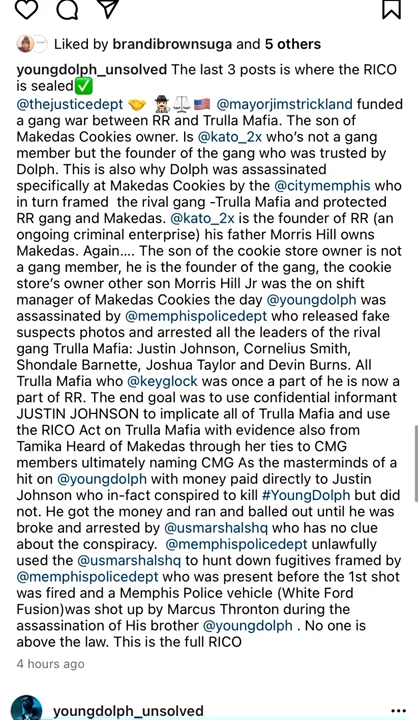 Liked by brandibrownsuga and 5 others
youngdolph_unsolved The last 3 posts is where the RICO
is sealed✅
@thejusticedept 🤝 🕵️⚖️🇺🇸 @mayorjimstrickland funded
a gang war between RR and Trulla Mafia. The son of
Makedas Cookies owner. Is @kato_2x who's not a gang
member but the founder of the gang who was trusted by
Dolph. This is also why Dolph was assassinated
specifically at Makedas Cookies by the @citymemphis who
in turn framed the rival gang -Trulla Mafia and protected
RR gang and Makedas. @kato_2x is the founder of RR (an
ongoing criminal enterprise) his father Morris Hill owns
Makedas. Again.... The son of the cookie store owner is not
a gang member, he is the founder of the gang, the cookie
store's owner other son Morris Hill Jr was the on shift
manager of Makedas Cookies the day @youngdolph was
assassinated by @memphispolicedept who released fake
suspects photos and arrested all the leaders of the rival
gang Trulla Mafia: Justin Johnson, Cornelius Smith,
Shondale Barnette, Joshua Taylor and Devin Burns. All
Trulla Mafia who @keyglock was once a part of he is now a
part of RR. The end goal was to use confidential informant
JUSTIN JOHNSON to implicate all of Trulla Mafia and use
the RICO Act on Trulla Mafia with evidence also from
Tamika Heard of Makedas through her ties to CMG
members ultimately naming CMG As the masterminds of a
hit on @youngdolph with money paid directly to Justin
Johnson who in-fact conspired to kill #YoungDolph but did
not. He got the money and ran and balled out until he was
broke and arrested by @usmarshalshq who has no clue
about the conspiracy. @memphispolicedept unlawfully
used the @usmarshalshq to hunt down fugitives framed by
@memphispolicedept who was present before the 1st shot
was fired and a Memphis Police vehicle (White Ford
Fusion)was shot up by Marcus Thronton during the
assassination of His brother @youngdolph . No one is
above the law. This is the full RICO
4 hours ago
youngdolph_unsolved